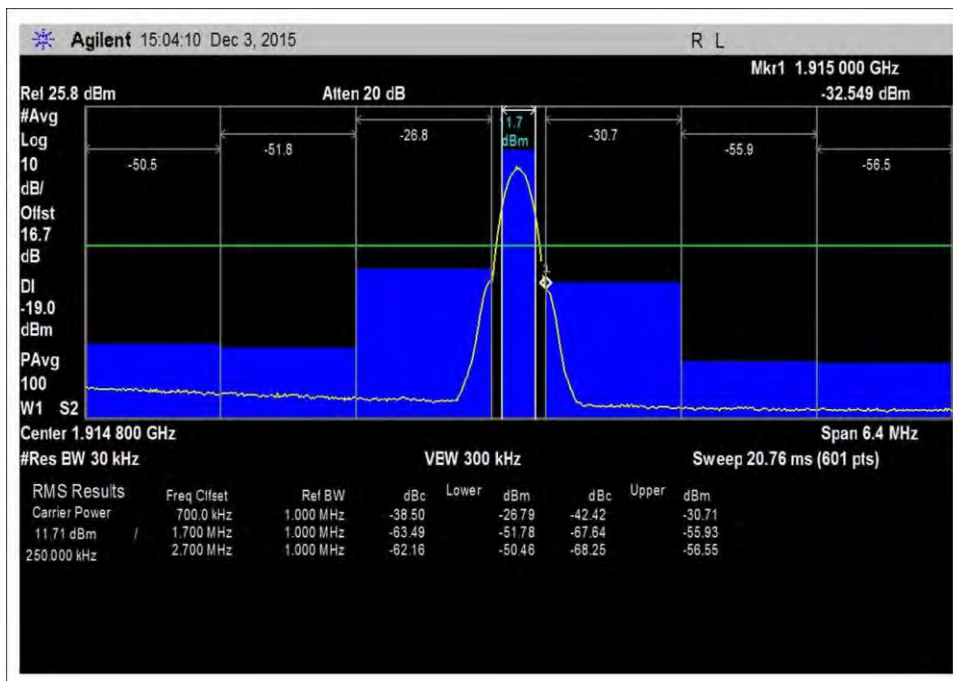 Agilent 15:04:10 Dec 3, 2015 R L
Mkr1 1.915 000 GHz
Ref 25.8 dBm Atten 20 dB -32.549 dBm
#Avg
Log
10
dB/
Offst
16.7
dB
DI
-19.0
dBm
PAvg
100
W1 S2
-50.5 -51.8 -26.8 11.7 dBm -30.7 -55.9 -56.5
1
Center 1.914 800 GHz Span 6.4 MHz
#Res BW 30 kHz VBW 300 kHz Sweep 20.76 ms (601 pts)
RMS Results Freq Offset Ref BW dBc Lower dBm dBc Upper dBm
Carrier Power 700.0 kHz 1.000 MHz -38.50 -26.79 -42.42 -30.71
11.71 dBm / 1.700 MHz 1.000 MHz -63.49 -51.78 -67.64 -55.93
250.000 kHz 2.700 MHz 1.000 MHz -62.16 -50.46 -68.25 -56.55